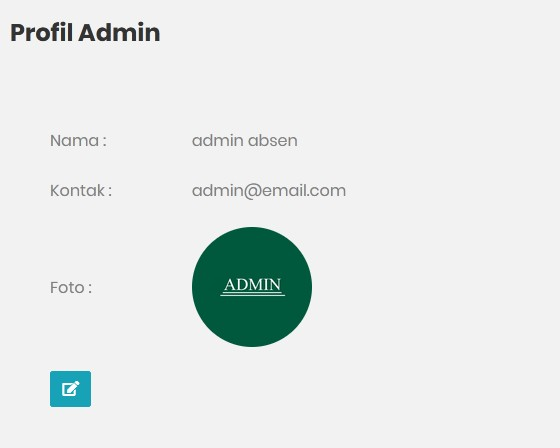 Profil Admin
Nama : admin absen
Kontak : admin@email.com
Foto : ADMIN